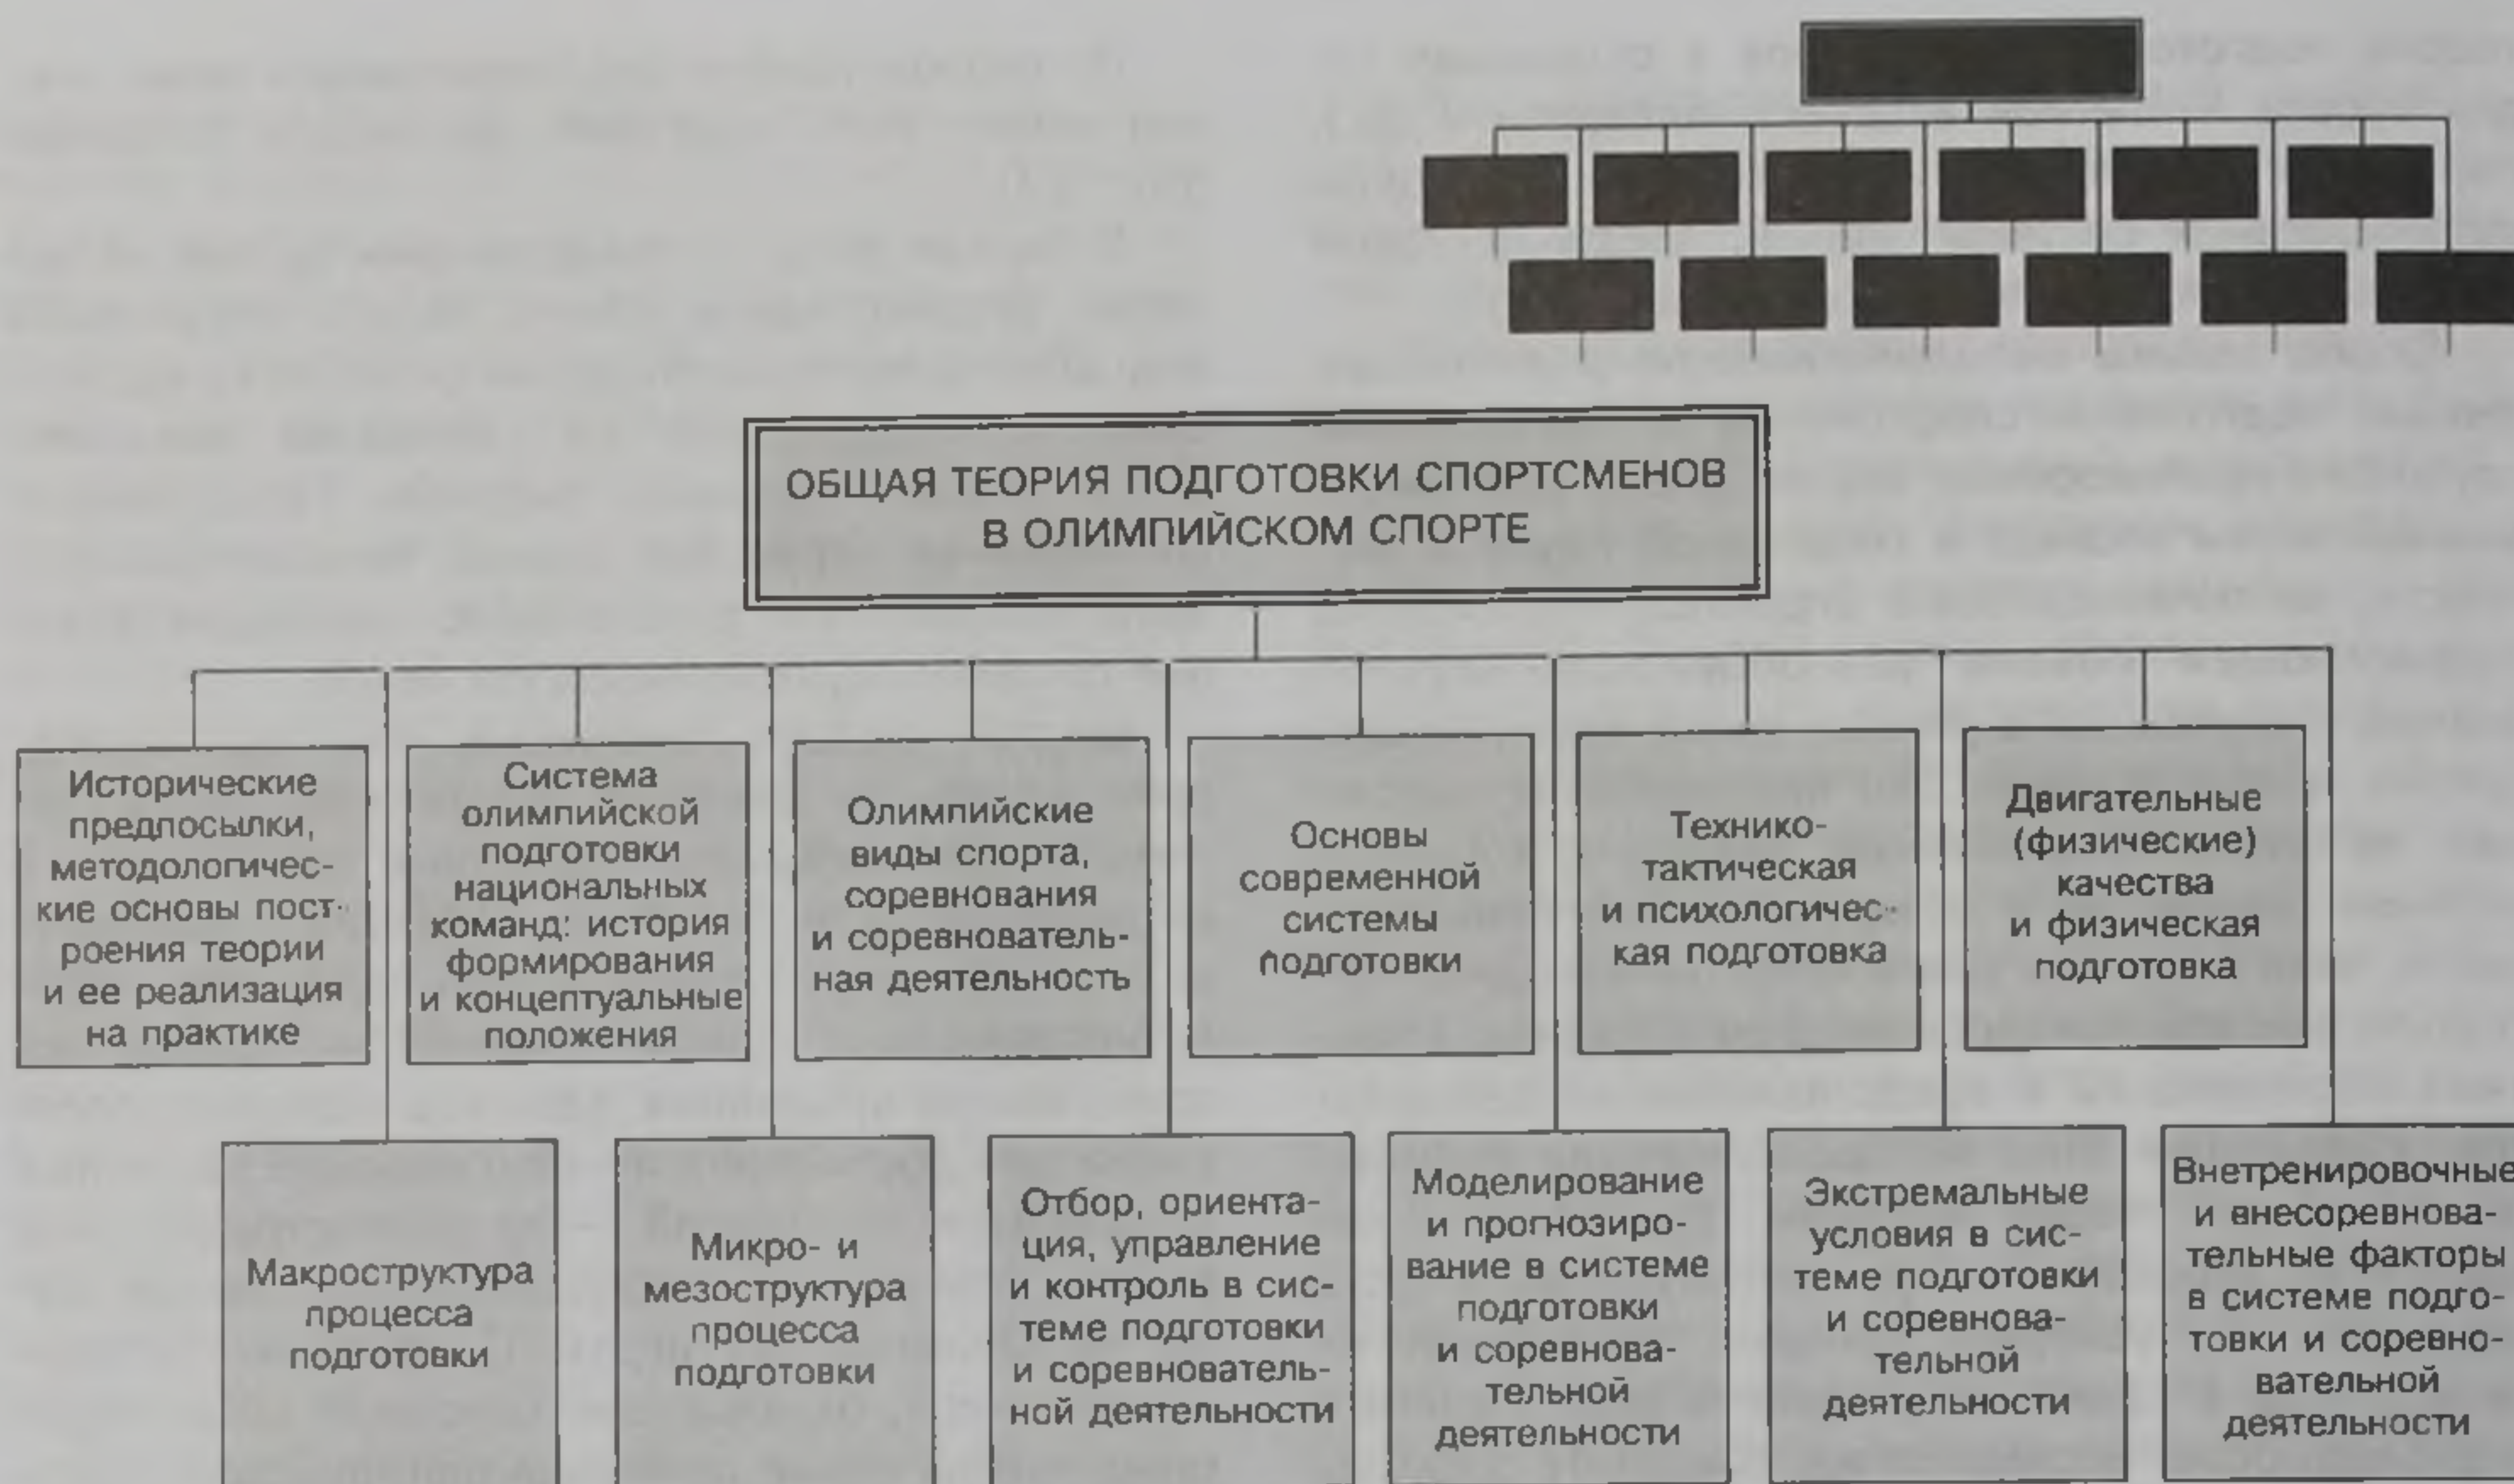 ОБЩАЯ ТЕОРИЯ ПОДГОТОВКИ СПОРТСМЕНОВ
В ОЛИМПИЙСКОМ СПОРТЕ
Исторические
предпосылки,
методологичес-
кие основы пост-
роения теории
и ее реализация
на практике
Система
олимпийской
подготовки
национальных
команд: история
формирования
и концептуальные
положения
Олимпийские
виды спорта,
соревнования
и соревнователь-
ная деятельность
Основы
современной
системы
подготовки
Технико-
тактическая
и психологичес-
кая подготовка
Двигательные
(физические)
качества
и физическая
подготовка
Макроструктура
процесса
подготовки
Микро- и
мезоструктура
процесса
подготовки
Отбор, ориента-
ция, управление
и контроль в сис-
теме подготовки
и соревнователь-
ной деятельности
Моделирование
и прогнозиро-
вание в системе
подготовки
и соревнова-
тельной
деятельности
Экстремальные
условия в сис-
теме подготовки
и соревнова-
тельной
деятельности
Внетренировочные
и внесоревнова-
тельные факторы
в системе подго-
товки и соревно-
вательной
деятельности